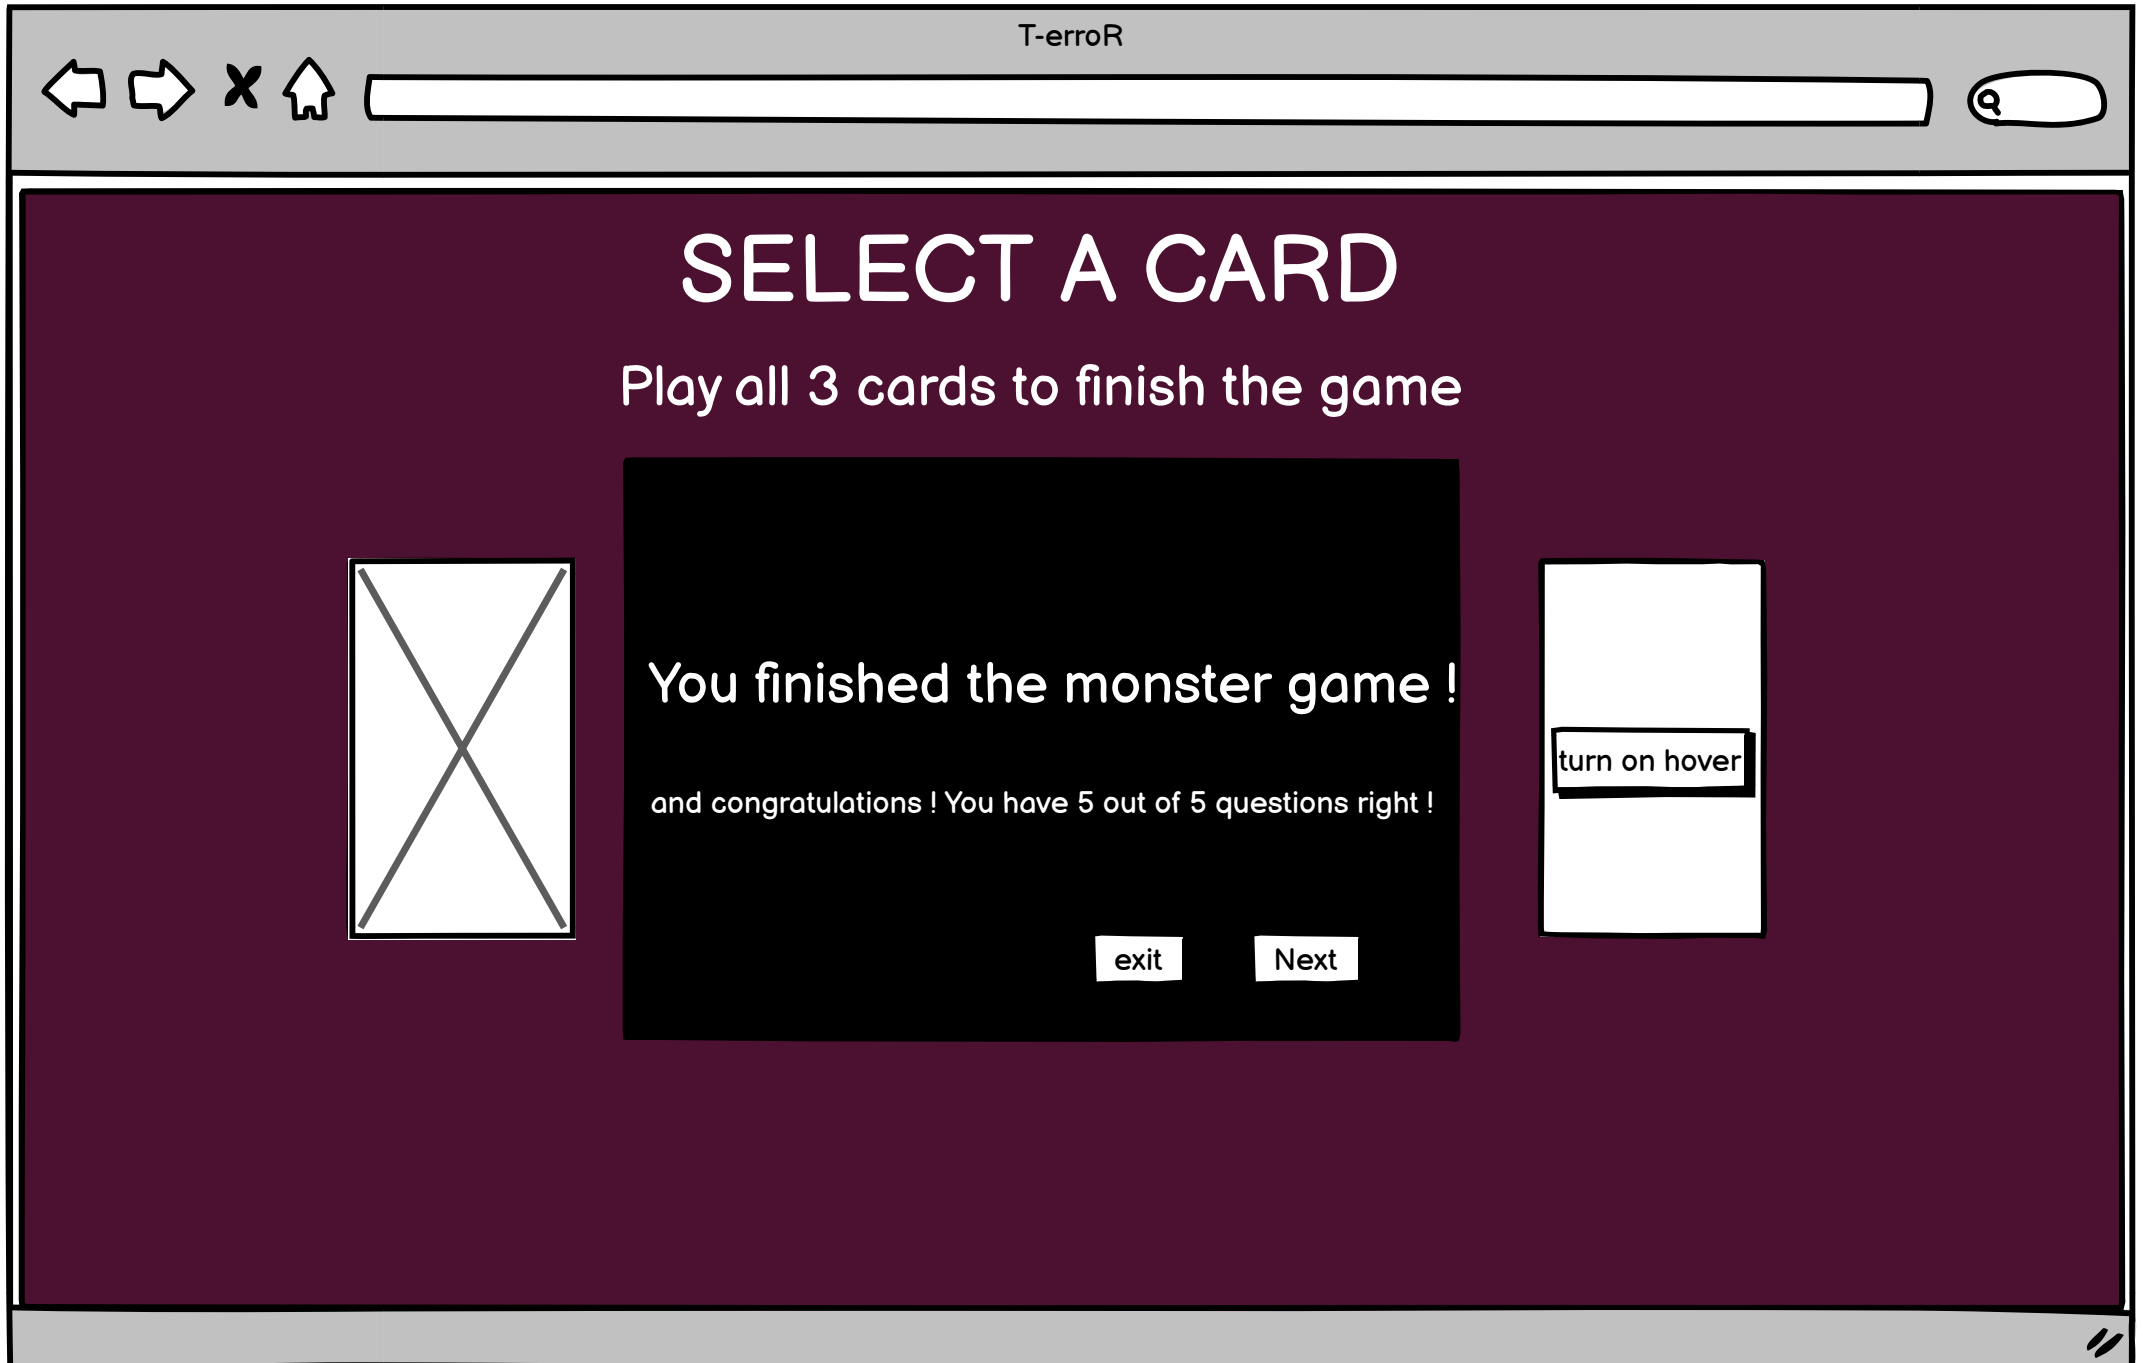 T-erroR
SELECT A CARD
Play all 3 cards to finish the game
You finished the monster game !
turn on hover
and congratulations ! You have 5 out of 5 questions right !
exit
Next